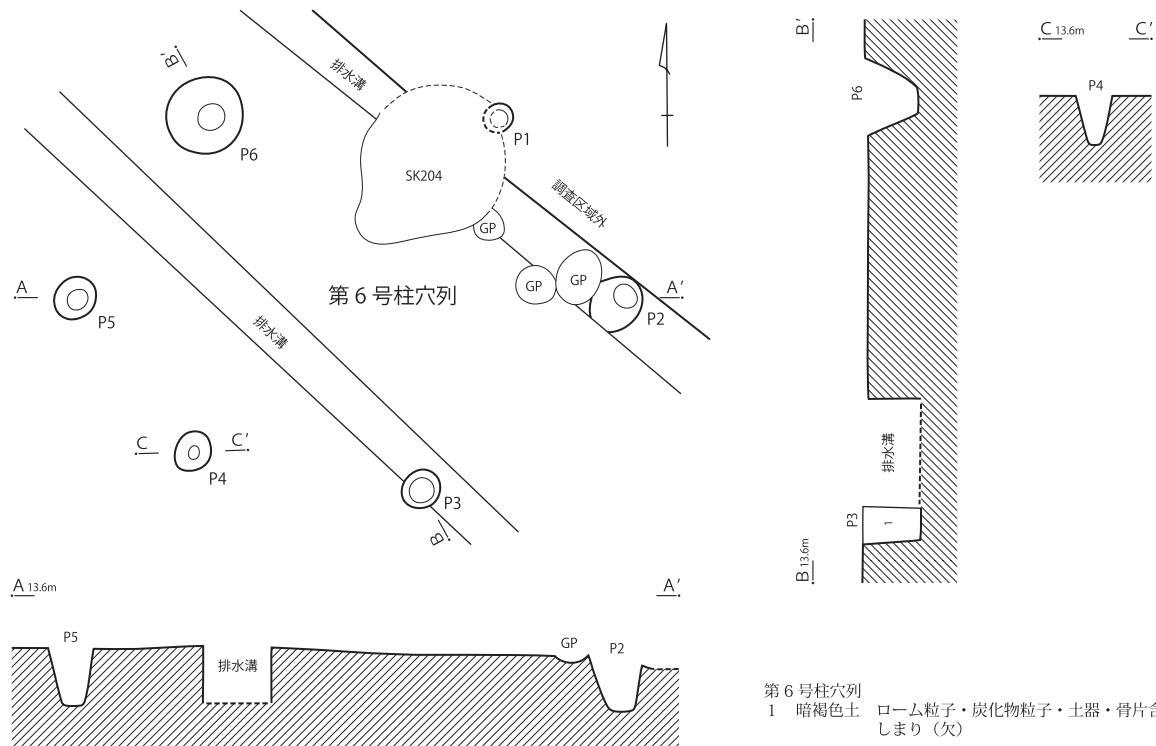 B′
排水溝
P6
P1
SK204
調査区域外
GP
GP
GP
A
A′
P5
P2
第 6 号柱穴列
排水溝
C
C′
P4
P3
B
B′
P6
排水溝
P3
1
B 13.6m
C 13.6m
C′
P4
A 13.6m
A′
P5
排水溝
GP
P2
第 6 号柱穴列
1 暗褐色土 ローム粒子・炭化物粒子・土器・骨片含
しまり（欠）